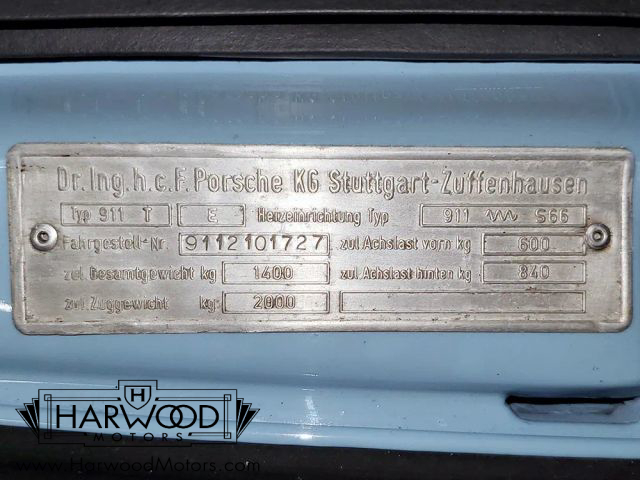 Dr. Ing. h. c. F. Porsche KG Stuttgart-Zuffenhausen
Typ 911 T E Heizeinrichtung Typ 911 S66
Fahrgestell-Nr. 9112101727 zul. Achslast vorn kg 600
zul. Gesamtgewicht kg 1400 zul. Achslast hinten kg 840
zul. Zuggewicht kg 2000
H
HARWOOD
MOTORS
www.HarwoodMotors.com